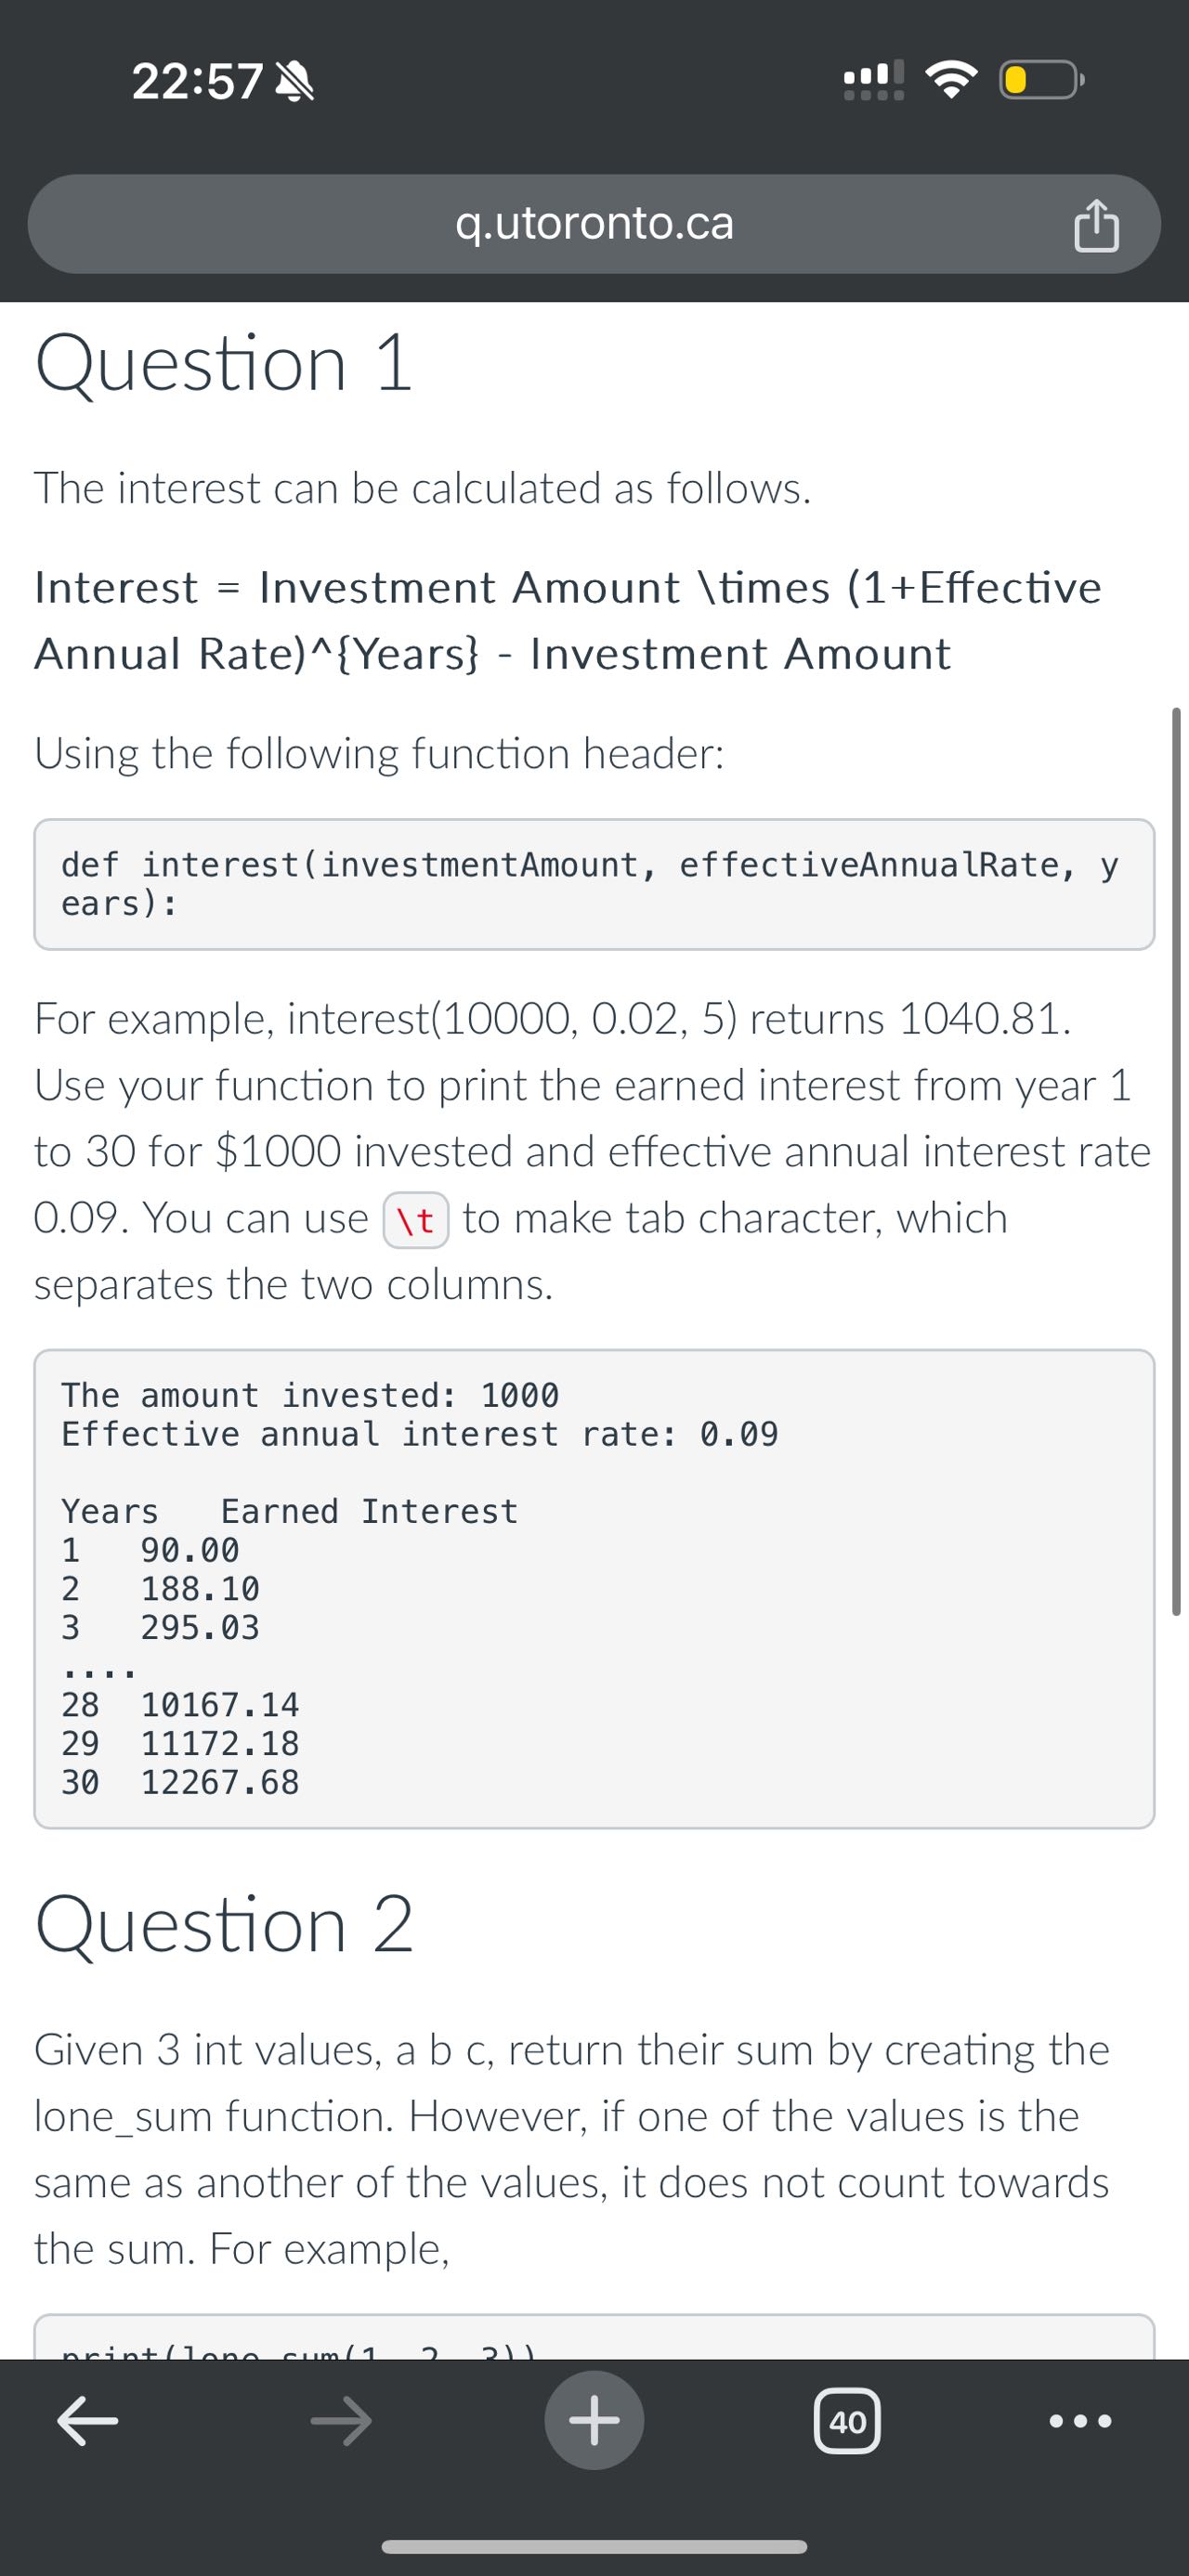 22:57
q.utoronto.ca
Question 1
The interest can be calculated as follows.
Interest = Investment Amount \times (1+Effective
Annual Rate)^{Years} - Investment Amount
Using the following function header:
def interest(investmentAmount, effectiveAnnualRate, y
ears):
For example, interest(10000, 0.02, 5) returns 1040.81.
Use your function to print the earned interest from year 1
to 30 for $1000 invested and effective annual interest rate
0.09. You can use \t to make tab character, which
separates the two columns.
The amount invested: 1000
Effective annual interest rate: 0.09
Years   Earned Interest
1   90.00
2   188.10
3   295.03
....
28  10167.14
29  11172.18
30  12267.68
Question 2
Given 3 int values, a b c, return their sum by creating the
lone_sum function. However, if one of the values is the
same as another of the values, it does not count towards
the sum. For example,
print(lone_sum(1, 2, 3))
40